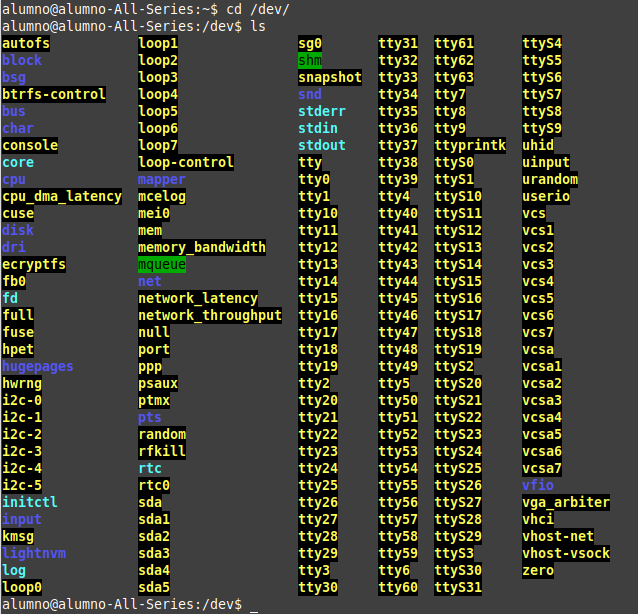 alumno@alumno-All-Series:~$ cd /dev/
alumno@alumno-All-Series:/dev$ ls
autofs loop1 sg0 tty31 tty61 ttyS4
block loop2 shm tty32 tty62 ttyS5
bsg loop3 snapshot tty33 tty63 ttyS6
btrfs-control loop4 snd tty34 tty7 ttyS7
bus loop5 stderr tty35 tty8 ttyS8
char loop6 stdin tty36 tty9 ttyS9
console loop7 stdout tty37 ttyprintk uhid
core loop-control tty tty38 ttyS0 uinput
cpu mapper tty0 tty39 ttyS1 urandom
cpu_dma_latency mcelog tty1 tty4 ttyS10 userio
cuse mei0 tty10 tty40 ttyS11 vcs
disk mem tty11 tty41 ttyS12 vcs1
dri memory_bandwidth tty12 tty42 ttyS13 vcs2
ecryptfs mqueue tty13 tty43 ttyS14 vcs3
fb0 net tty14 tty44 ttyS15 vcs4
fd network_latency tty15 tty45 ttyS16 vcs5
full network_throughput tty16 tty46 ttyS17 vcs6
fuse null tty17 tty47 ttyS18 vcs7
hpet port tty18 tty48 ttyS19 vcsa
hugepages ppp tty19 tty49 ttyS2 vcsa1
hwrng psaux tty2 tty5 ttyS20 vcsa2
i2c-0 ptmx tty20 tty50 ttyS21 vcsa3
i2c-1 pts tty21 tty51 ttyS22 vcsa4
i2c-2 random tty22 tty52 ttyS23 vcsa5
i2c-3 rfkill tty23 tty53 ttyS24 vcsa6
i2c-4 rtc tty24 tty54 ttyS25 vcsa7
i2c-5 rtc0 tty25 tty55 ttyS26 vfio
initctl sda tty26 tty56 ttyS27 vga_arbiter
input sda1 tty27 tty57 ttyS28 vhci
kmsg sda2 tty28 tty58 ttyS29 vhost-net
lightnvm sda3 tty29 tty59 ttyS3 vhost-vsock
log sda4 tty3 tty6 ttyS30 zero
loop0 sda5 tty30 tty60 ttyS31
alumno@alumno-All-Series:/dev$ _